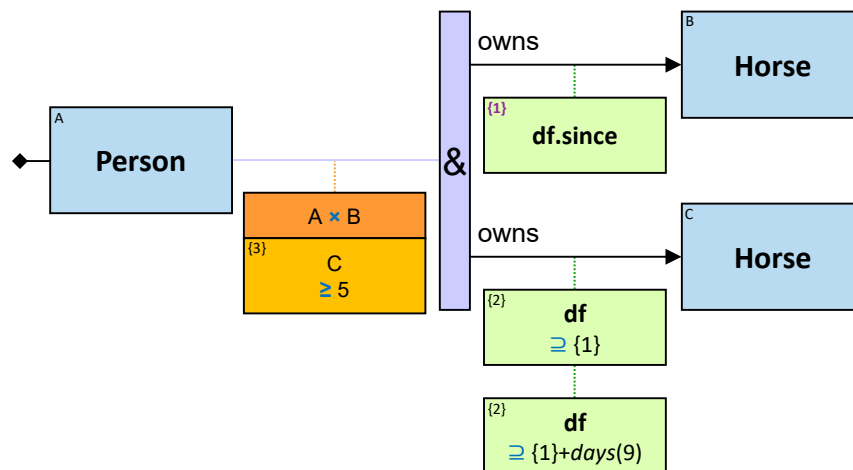 owns
B
Horse
{1}
df.since
A
Person
&
A × B
{3}
C
≥ 5
owns
C
Horse
{2}
df
⊇ {1}
{2}
df
⊇ {1}+days(9)